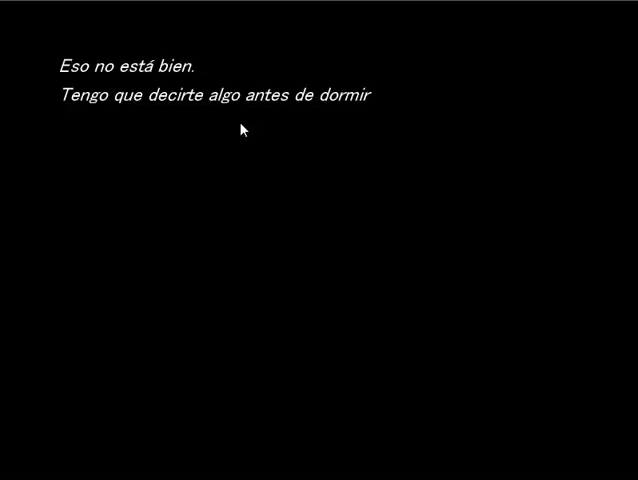 Eso no está bien.
Tengo que decirte algo antes de dormir